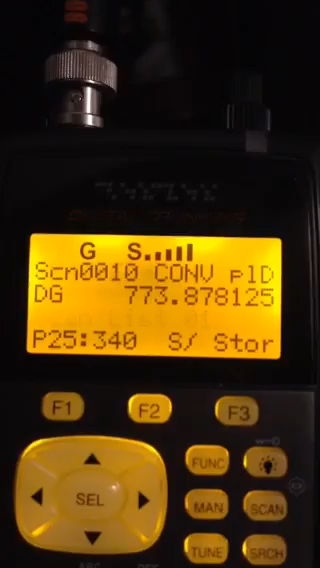 G S
Scn0010 CONV plD
DG 773.878125
P25:340 S/ Stor
F1 F2 F3
FUNC
SEL
MAN SCAN
TUNE SRCH